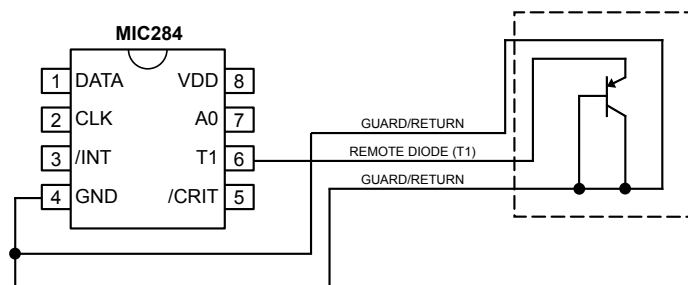 MIC284
1 DATA VDD 8
2 CLK A0 7
3 /INT T1 6
4 GND /CRIT 5
GUARD/RETURN
REMOTE DIODE (T1)
GUARD/RETURN